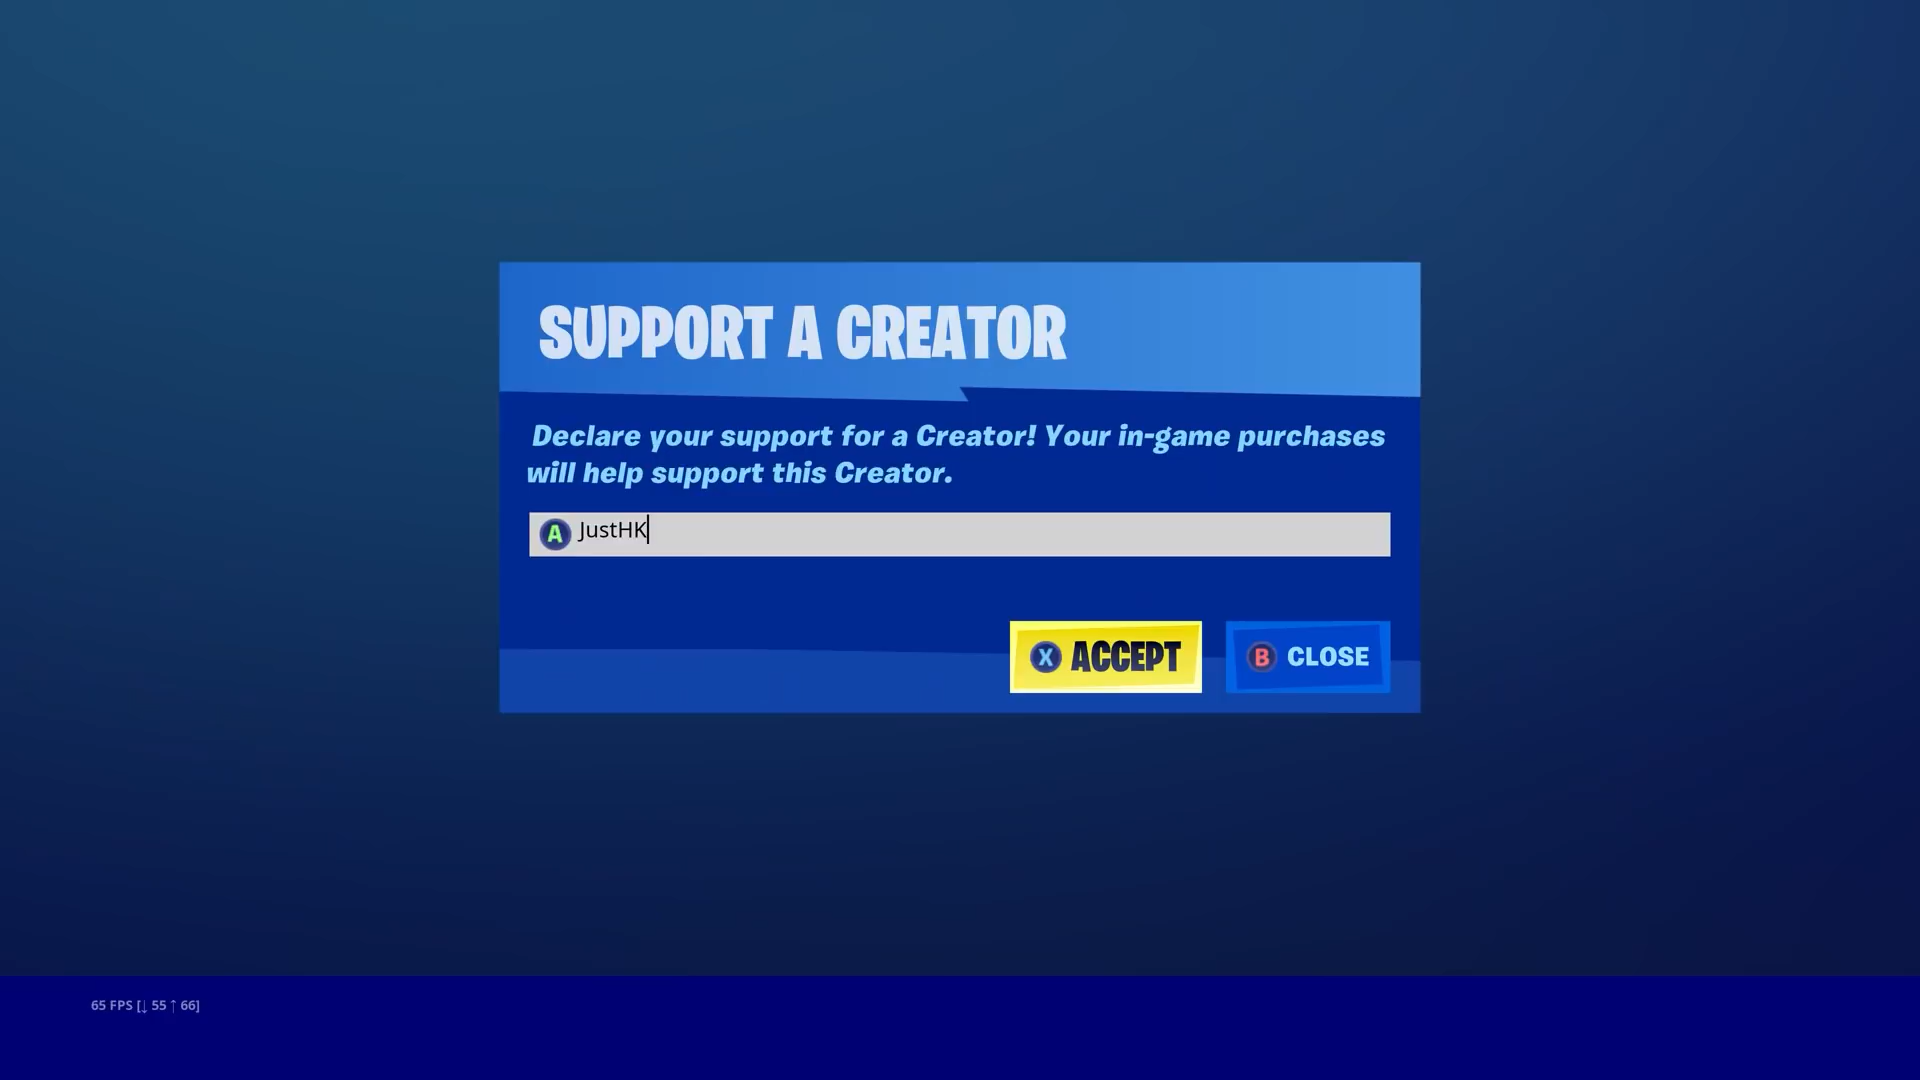 SUPPORT A CREATOR
Declare your support for a Creator! Your in-game purchases
will help support this Creator.
A JustHK
X ACCEPT
B CLOSE
65 FPS [↓ 55 ↑ 66]